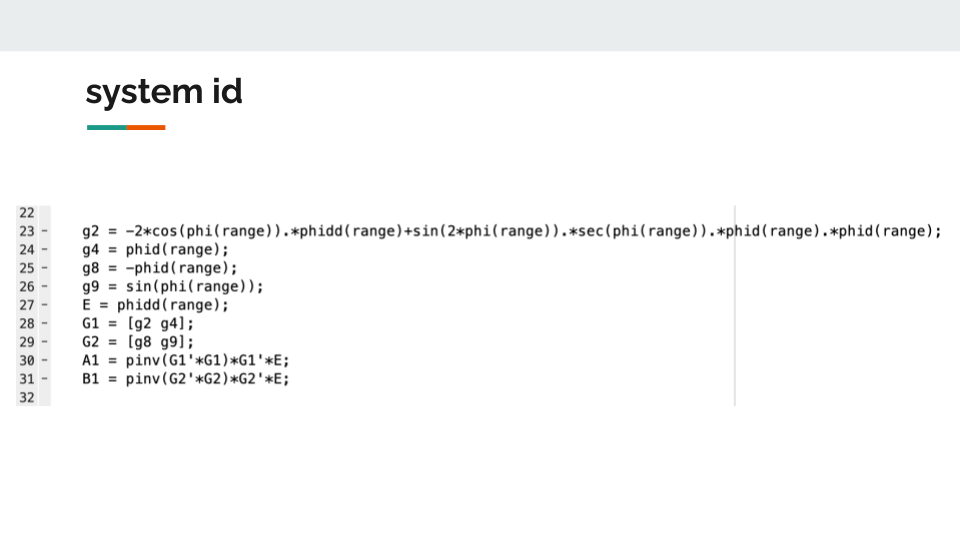 system id
22
23 - g2 = -2*cos(phi(range)).*phidd(range)+sin(2*phi(range)).*sec(phi(range)).*phid(range).*phid(range);
24 - g4 = phid(range);
25 - g8 = -phid(range);
26 - g9 = sin(phi(range));
27 - E = phidd(range);
28 - G1 = [g2 g4];
29 - G2 = [g8 g9];
30 - A1 = pinv(G1'*G1)*G1'*E;
31 - B1 = pinv(G2'*G2)*G2'*E;
32